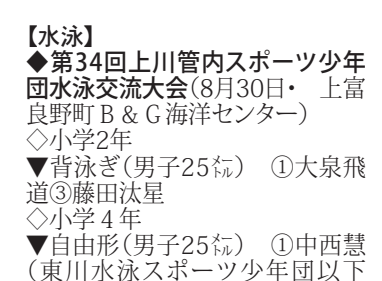 【水泳】
◆第34回上川管内スポーツ少年
団水泳交流大会(8月30日・　上富
良野町Ｂ＆Ｇ海洋センター)
◇小学2年
▼背泳ぎ(男子25㍍)　①大泉飛
道③藤田汰星
◇小学４年
▼自由形(男子25㍍)　①中西慧
(東川水泳スポーツ少年団以下